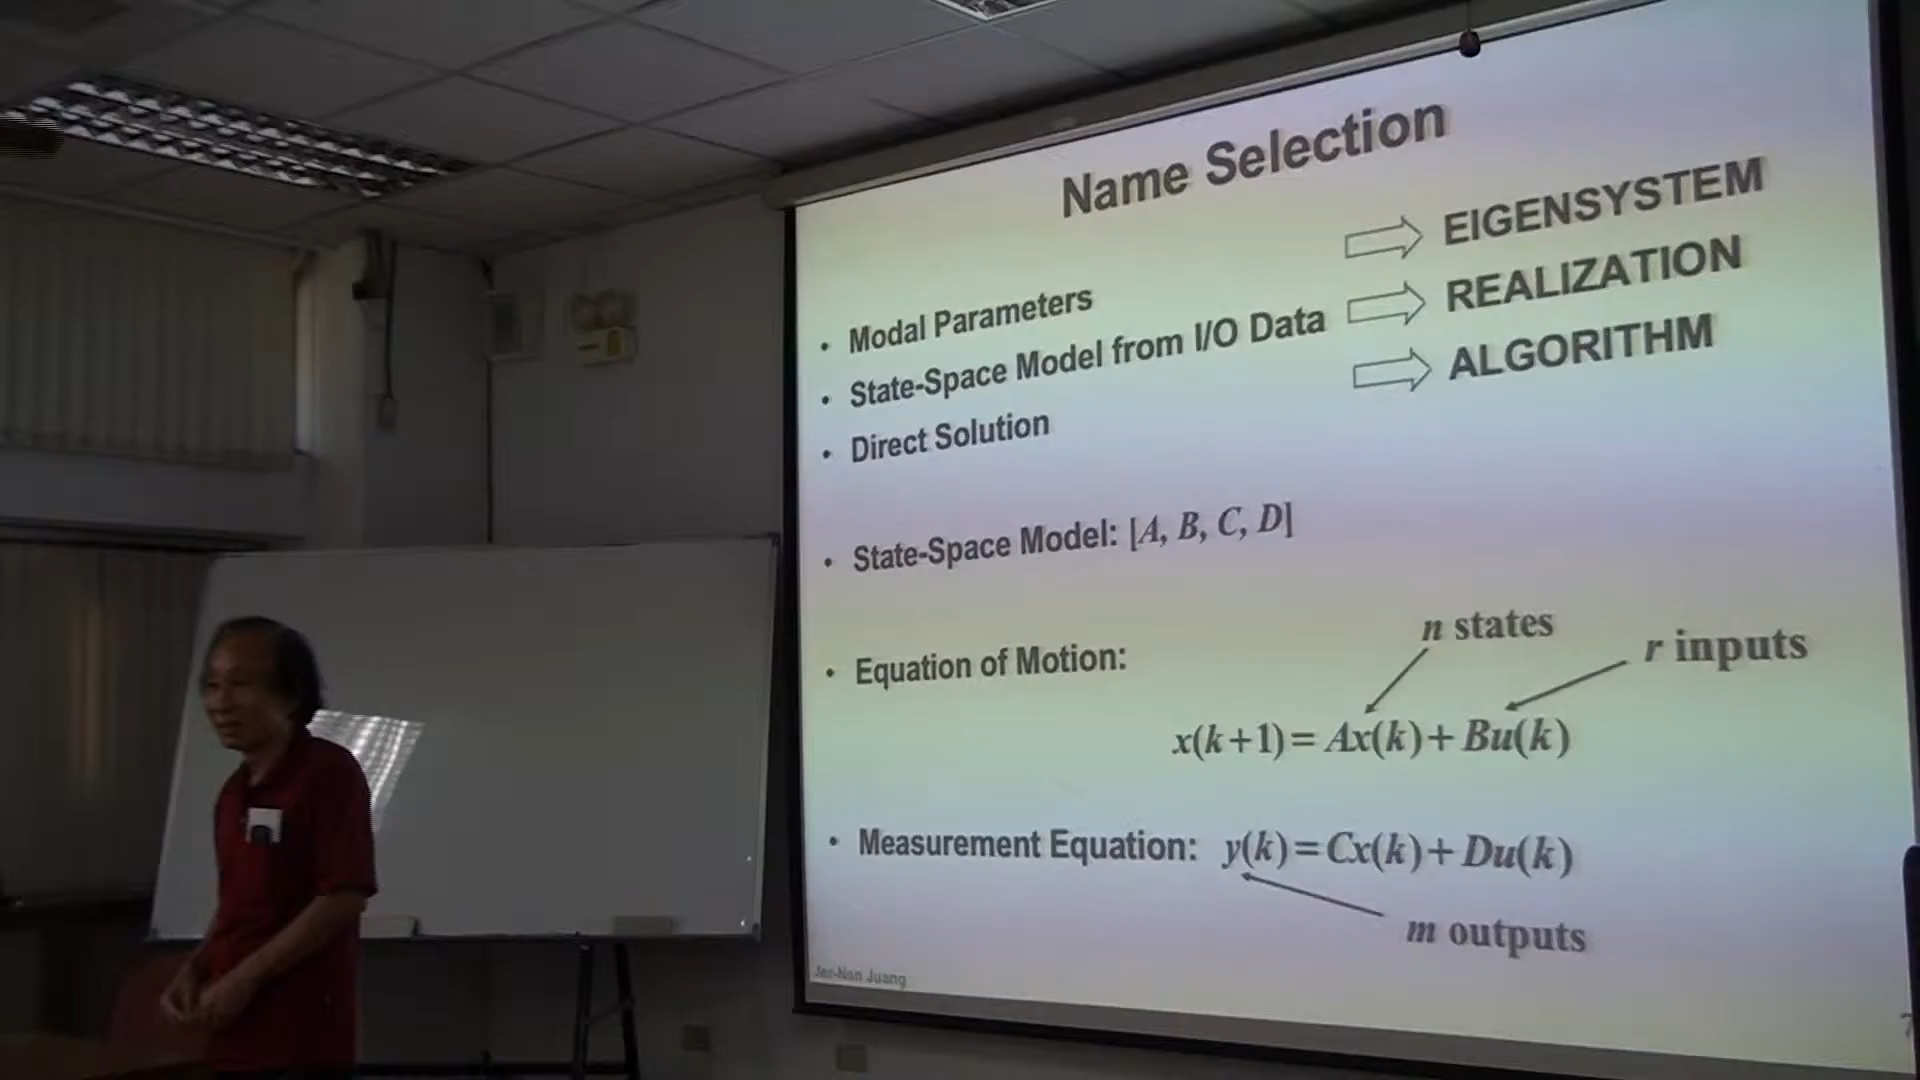 Name Selection
• Modal Parameters ⇒ EIGENSYSTEM
• State-Space Model from I/O Data ⇒ REALIZATION
• Direct Solution ⇒ ALGORITHM
• State-Space Model: [A, B, C, D]
n states
r inputs
• Equation of Motion:
x(k+1)=Ax(k)+Bu(k)
• Measurement Equation: y(k)=Cx(k)+Du(k)
m outputs
Jer-Nan Juang
7